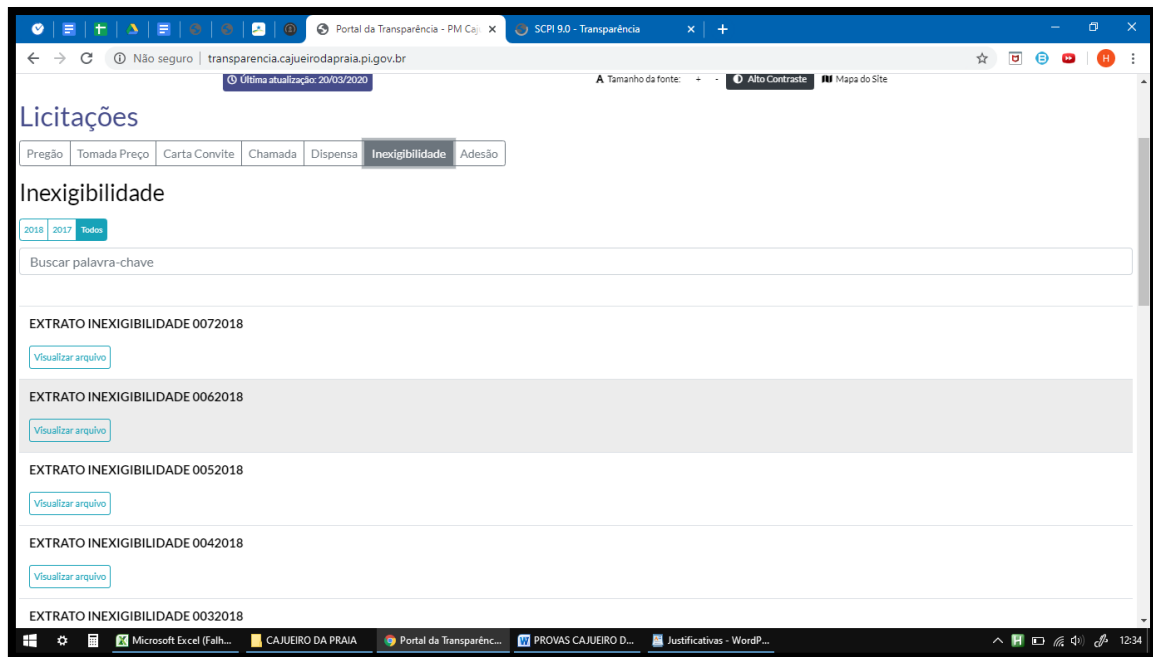 Portal da Transparência - PM Caj
SCPI 9.0 - Transparência
Não seguro | transparencia.cajueirodapraia.pi.gov.br
H
Última atualização: 20/03/2020
A Tamanho da fonte: + -
Alto Contraste
Mapa do Site
Licitações
Pregão Tomada Preço Carta Convite Chamada Dispensa Inexigibilidade Adesão
Inexigibilidade
2018 2017 Todos
Buscar palavra-chave
EXTRATO INEXIGIBILIDADE 0072018
Visualizar arquivo
EXTRATO INEXIGIBILIDADE 0062018
Visualizar arquivo
EXTRATO INEXIGIBILIDADE 0052018
Visualizar arquivo
EXTRATO INEXIGIBILIDADE 0042018
Visualizar arquivo
EXTRATO INEXIGIBILIDADE 0032018
Microsoft Excel (Falh... CAJUEIRO DA PRAIA Portal da Transparênc... PROVAS CAJUEIRO D... Justificativas - WordP... H 12:34